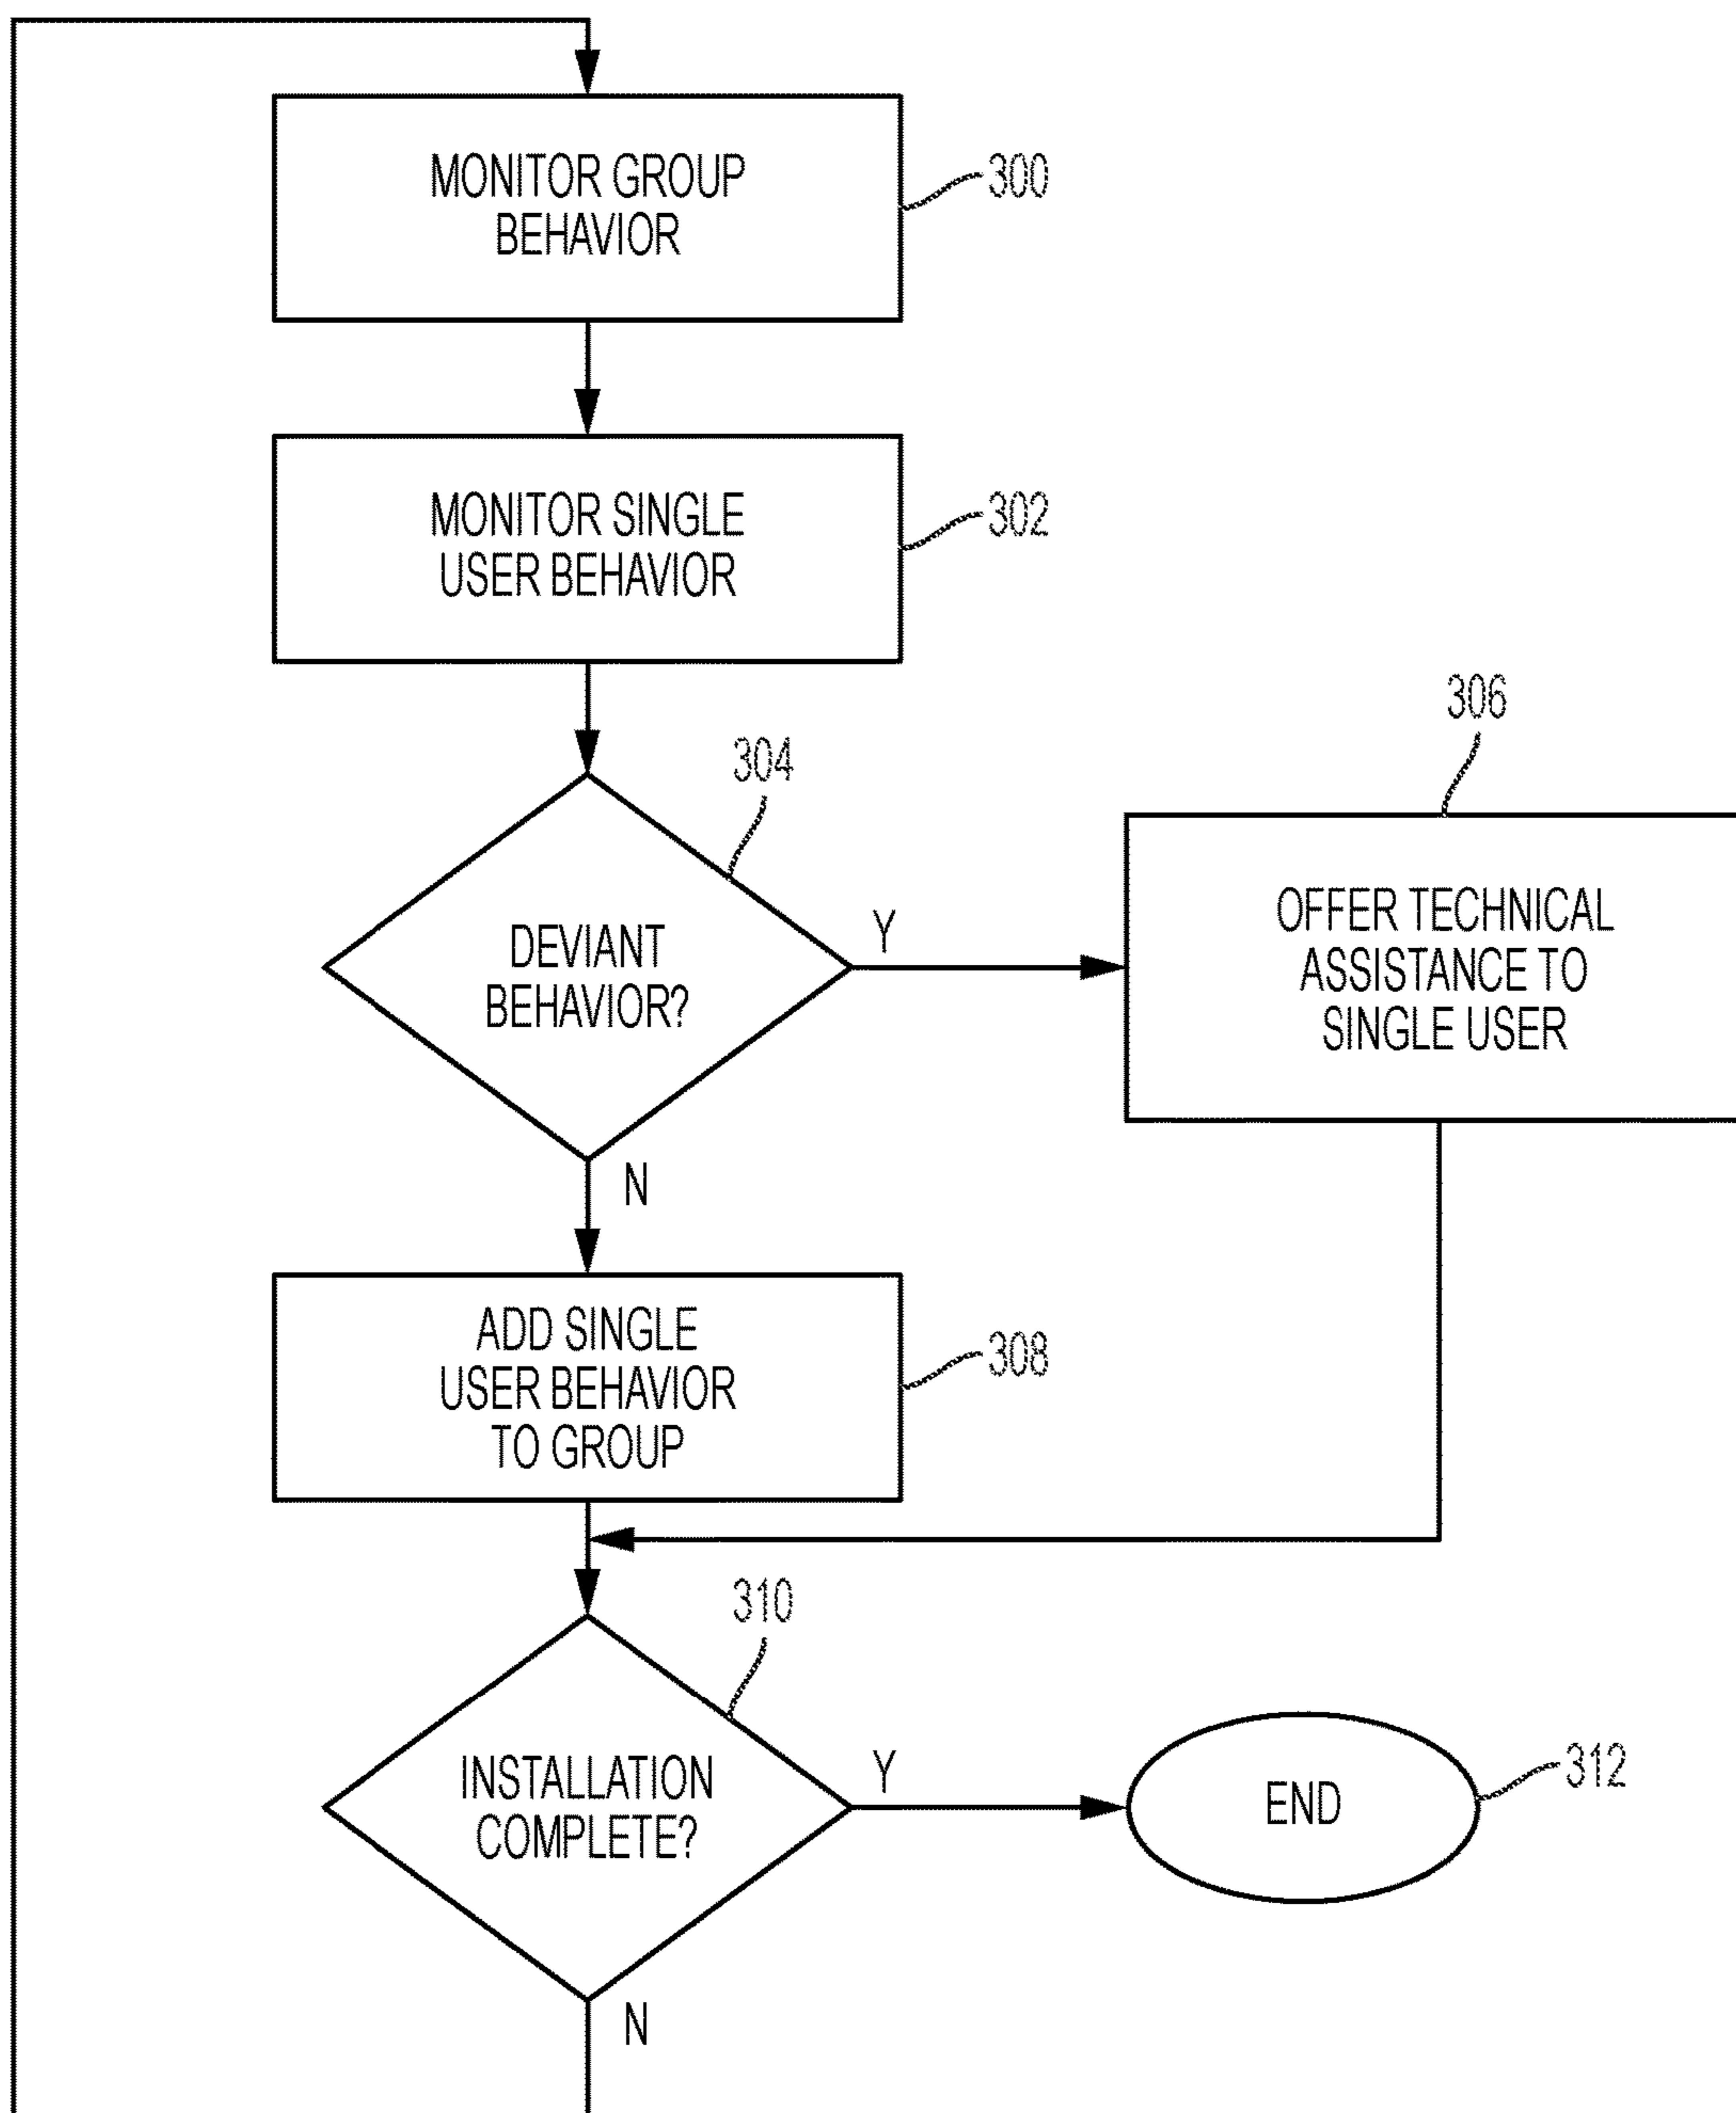 MONITOR GROUP
BEHAVIOR
300
MONITOR SINGLE
USER BEHAVIOR
302
304
306
DEVIANT
BEHAVIOR?
Y
OFFER TECHNICAL
ASSISTANCE TO
SINGLE USER
N
ADD SINGLE
USER BEHAVIOR
TO GROUP
308
310
INSTALLATION
COMPLETE?
Y
END
312
N